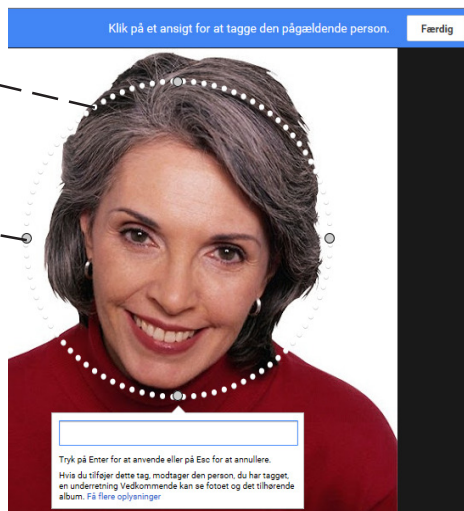 Klik på et ansigt for at tagge den pågældende person.
Færdig
Tryk på Enter for at anvende eller på Esc for at annullere.
Hvis du tilføjer dette tag, modtager den person, du har tagget,
en underretning Vedkommende kan se fotoet og det tilhørende
album. Få flere oplysninger